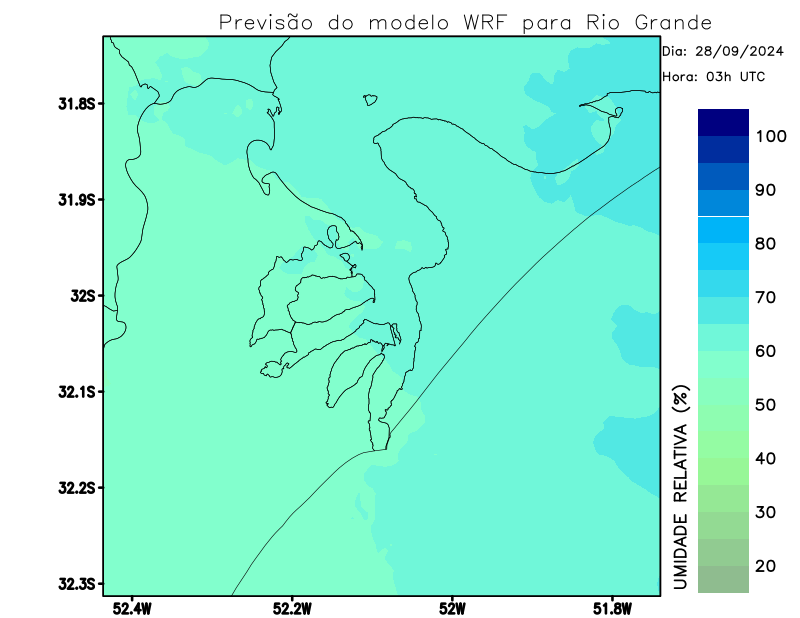 Previsão do modelo WRF para Rio Grande
Dia: 28/09/2024
Hora: 03h UTC
31.8S
31.9S
32S
32.1S
32.2S
32.3S
52.4W
52.2W
52W
51.8W
100
90
80
70
60
50
40
30
20
UMIDADE RELATIVA (%)